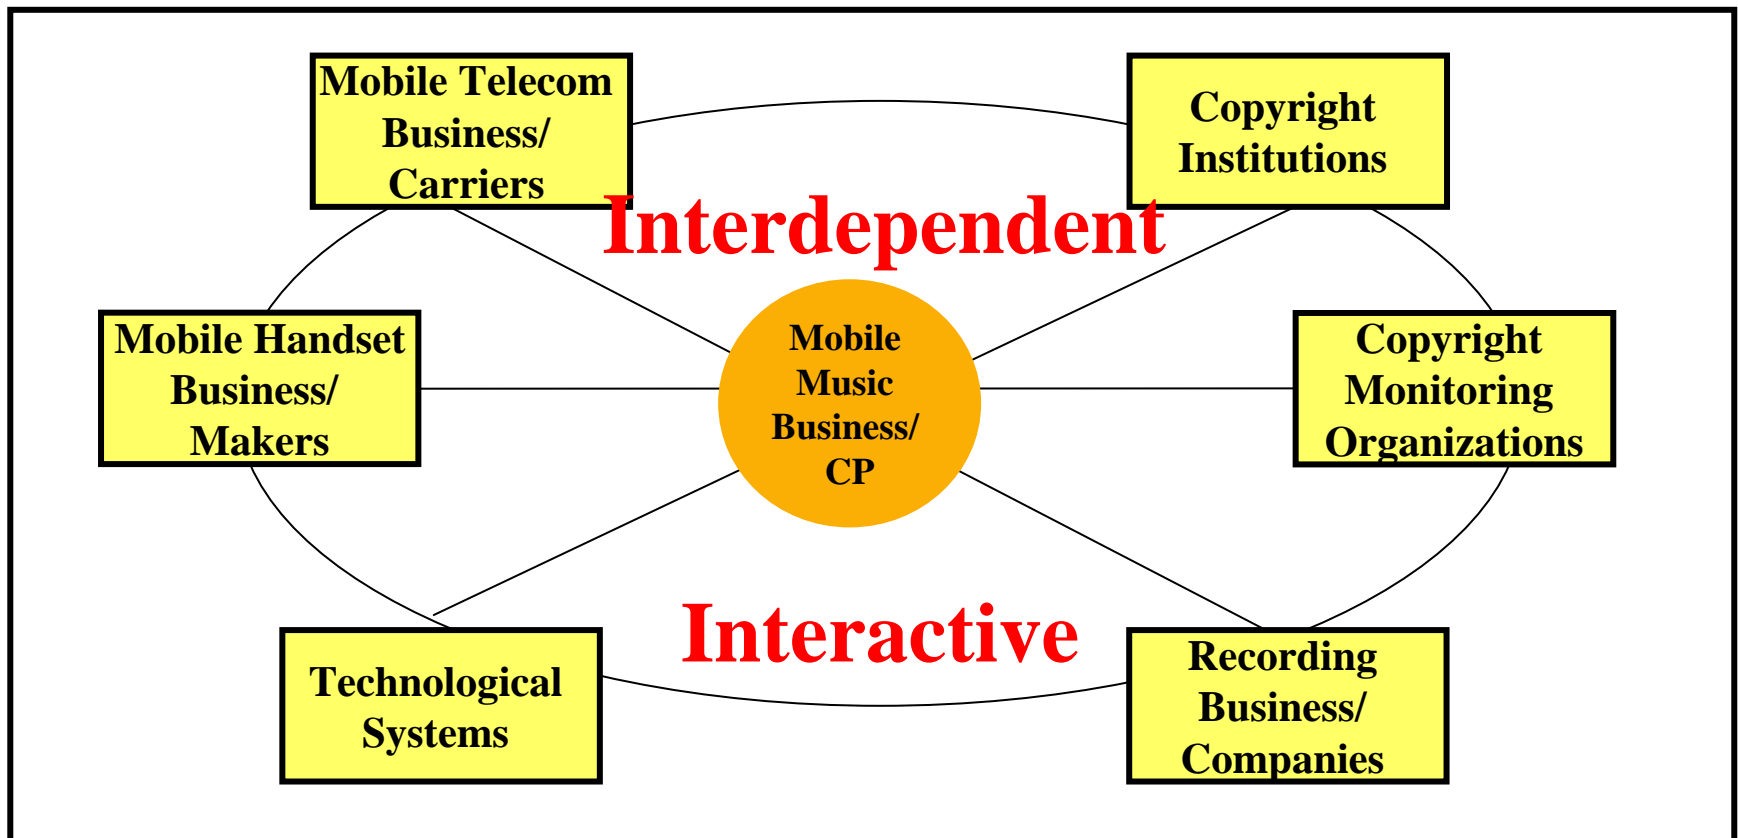 Mobile Telecom
Business/
Carriers
Copyright
Institutions
Interdependent
Mobile Handset
Business/
Makers
Mobile
Music
Business/
CP
Copyright
Monitoring
Organizations
Interactive
Technological
Systems
Recording
Business/
Companies